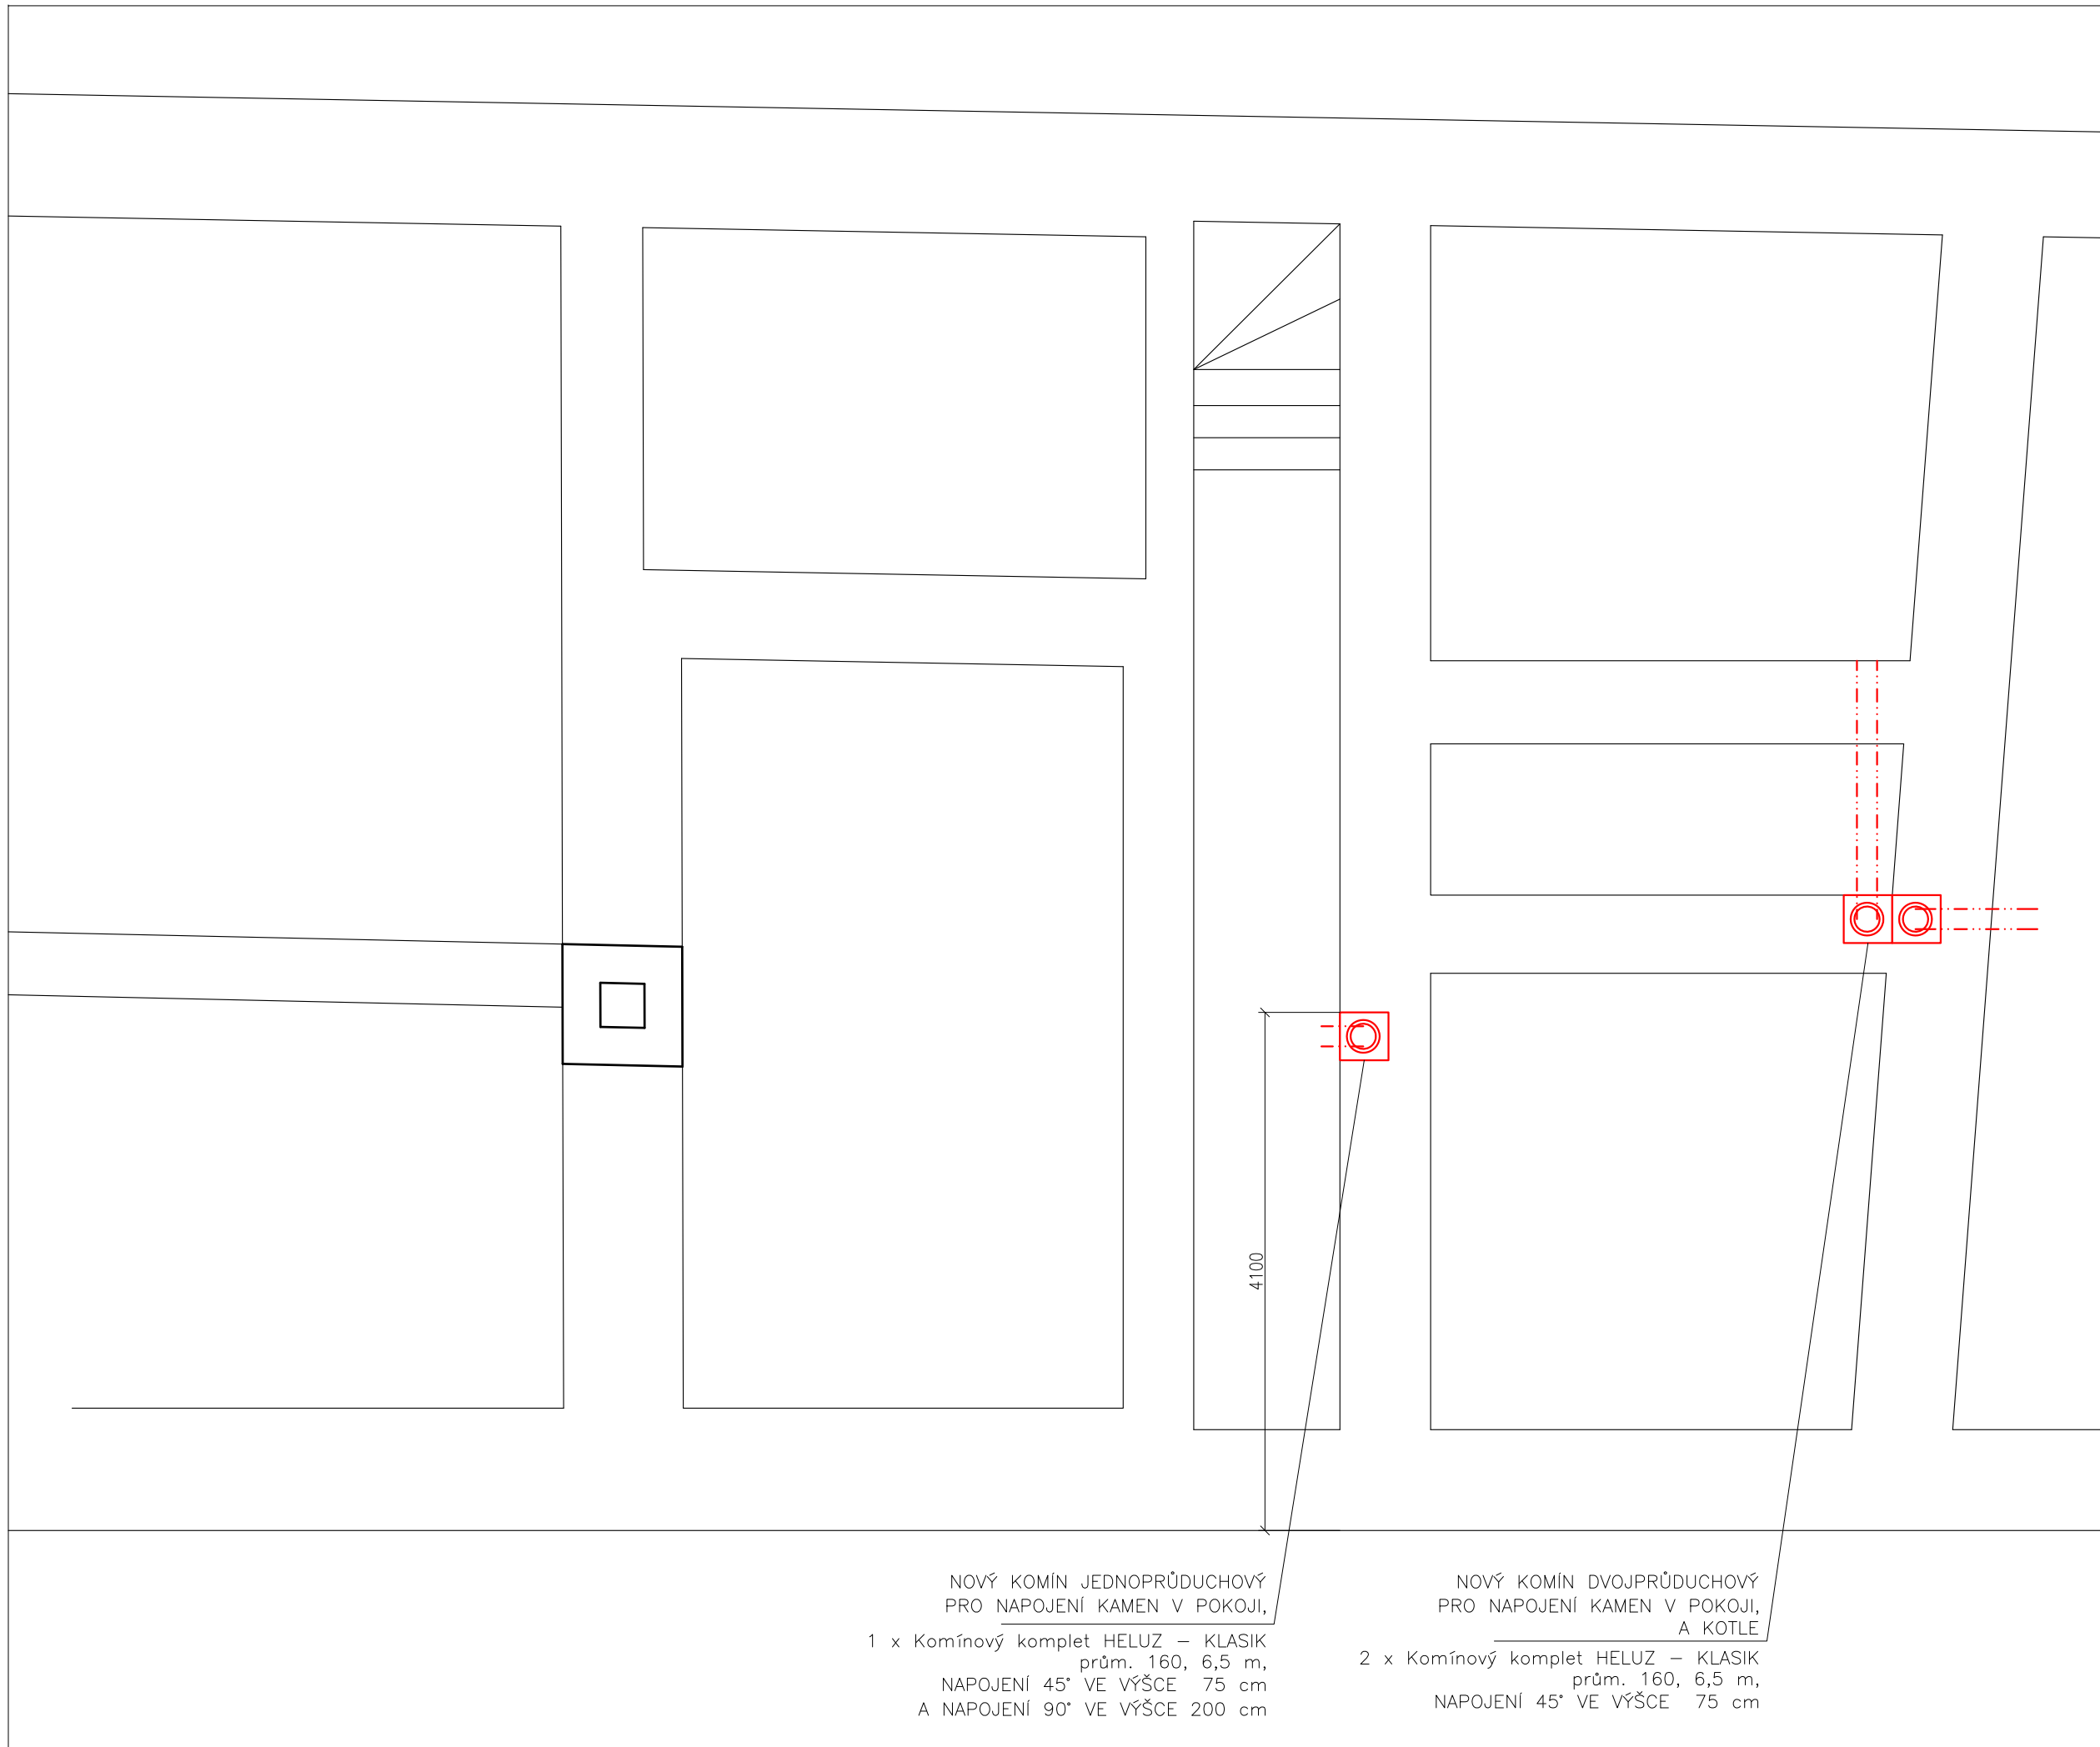 4100
NOVÝ KOMÍN JEDNOPRŮDUCHOVÝ
PRO NAPOJENÍ KAMEN V POKOJI,
1 x Komínový komplet HELUZ – KLASIK
prům. 160, 6,5 m,
NAPOJENÍ 45° VE VÝŠCE 75 cm
A NAPOJENÍ 90° VE VÝŠCE 200 cm
NOVÝ KOMÍN DVOJPRŮDUCHOVÝ
PRO NAPOJENÍ KAMEN V POKOJI,
A KOTLE
2 x Komínový komplet HELUZ – KLASIK
prům. 160, 6,5 m,
NAPOJENÍ 45° VE VÝŠCE 75 cm